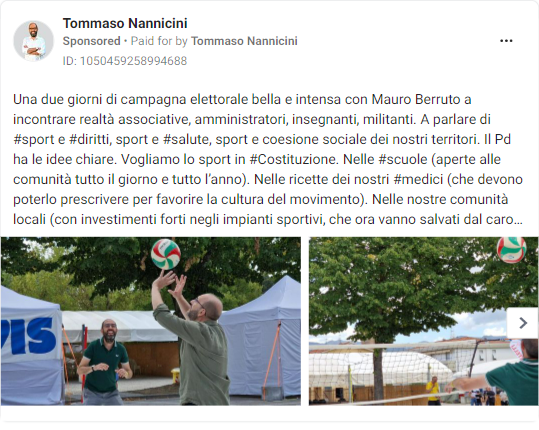 Tommaso Nannicini
Sponsored • Paid for by Tommaso Nannicini
ID: 1050459258994688
Una due giorni di campagna elettorale bella e intensa con Mauro Berruto a
incontrare realtà associative, amministratori, insegnanti, militanti. A parlare di
#sport e #diritti, sport e #salute, sport e coesione sociale dei nostri territori. Il Pd
ha le idee chiare. Vogliamo lo sport in #Costituzione. Nelle #scuole (aperte alle
comunità tutto il giorno e tutto l'anno). Nelle ricette dei nostri #medici (che devono
poterlo prescrivere per favorire la cultura del movimento). Nelle nostre comunità
locali (con investimenti forti negli impianti sportivi, che ora vanno salvati dal caro...
VIS